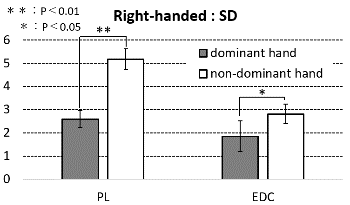 ＊＊：P＜0.01
＊：P＜0.05
Right-handed : SD
6
5
4
3
2
1
0
**
*
dominant hand
non-dominant hand
PL
EDC